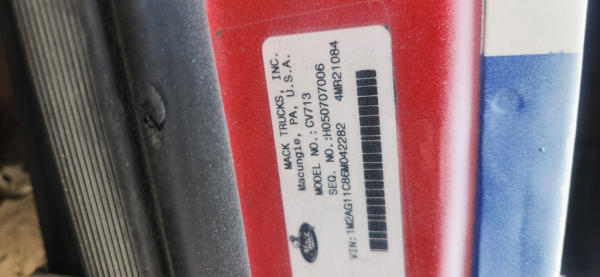 MACK TRUCKS, INC.
Macungie, PA, U.S.A.
MODEL NO.: CV713
SEQ. NO.:H050707006
4MR21084
VIN:1M2AG11C86M042282